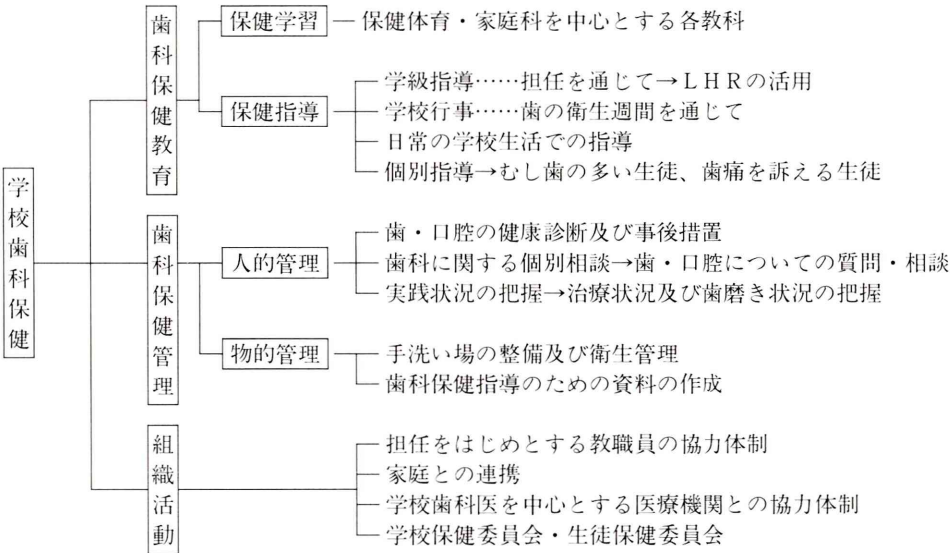 学校歯科保健
歯科保健教育
保健学習
保健体育・家庭科を中心とする各教科
保健指導
学級指導……担任を通じて→LHRの活用
学校行事……歯の衛生週間を通じて
日常の学校生活での指導
個別指導→むし歯の多い生徒、歯痛を訴える生徒
歯科保健管理
人的管理
歯・口腔の健康診断及び事後措置
歯科に関する個別相談→歯・口腔についての質問・相談
実践状況の把握→治療状況及び歯磨き状況の把握
物的管理
手洗い場の整備及び衛生管理
歯科保健指導のための資料の作成
組織活動
担任をはじめとする教職員の協力体制
家庭との連携
学校歯科医を中心とする医療機関との協力体制
学校保健委員会・生徒保健委員会